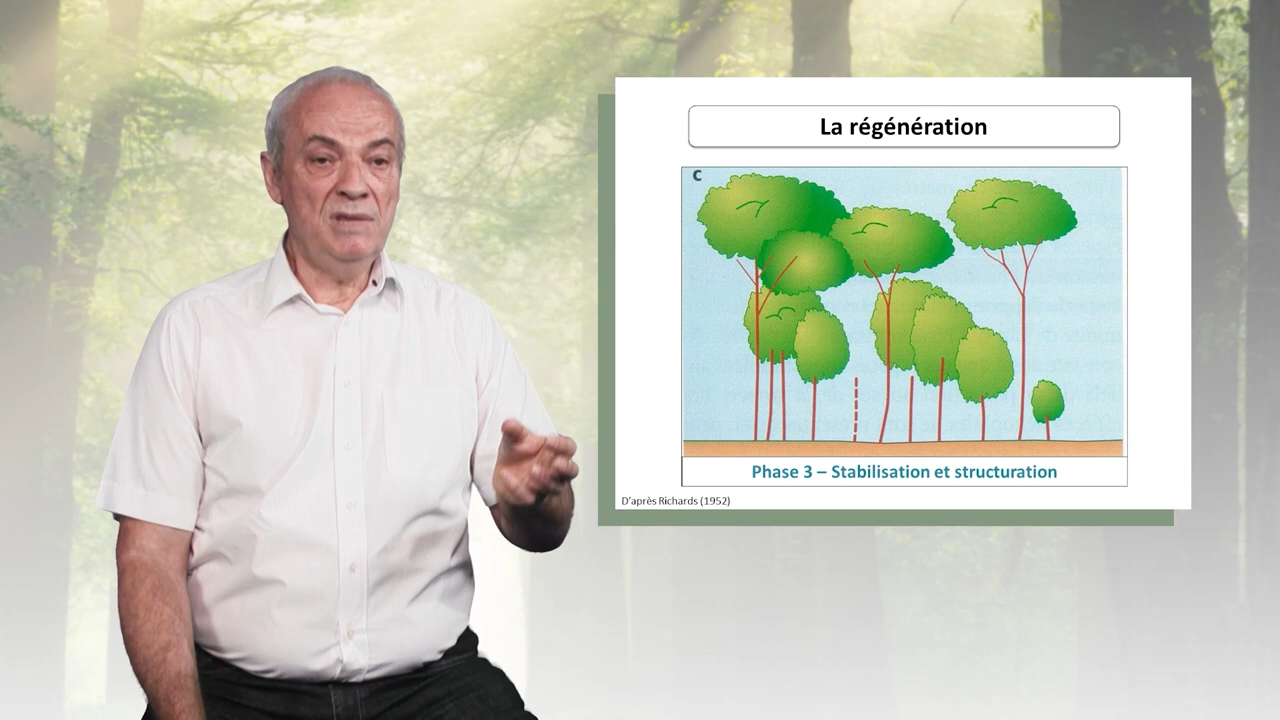 La régénération
C
Phase 3 – Stabilisation et structuration
D'après Richards (1952)